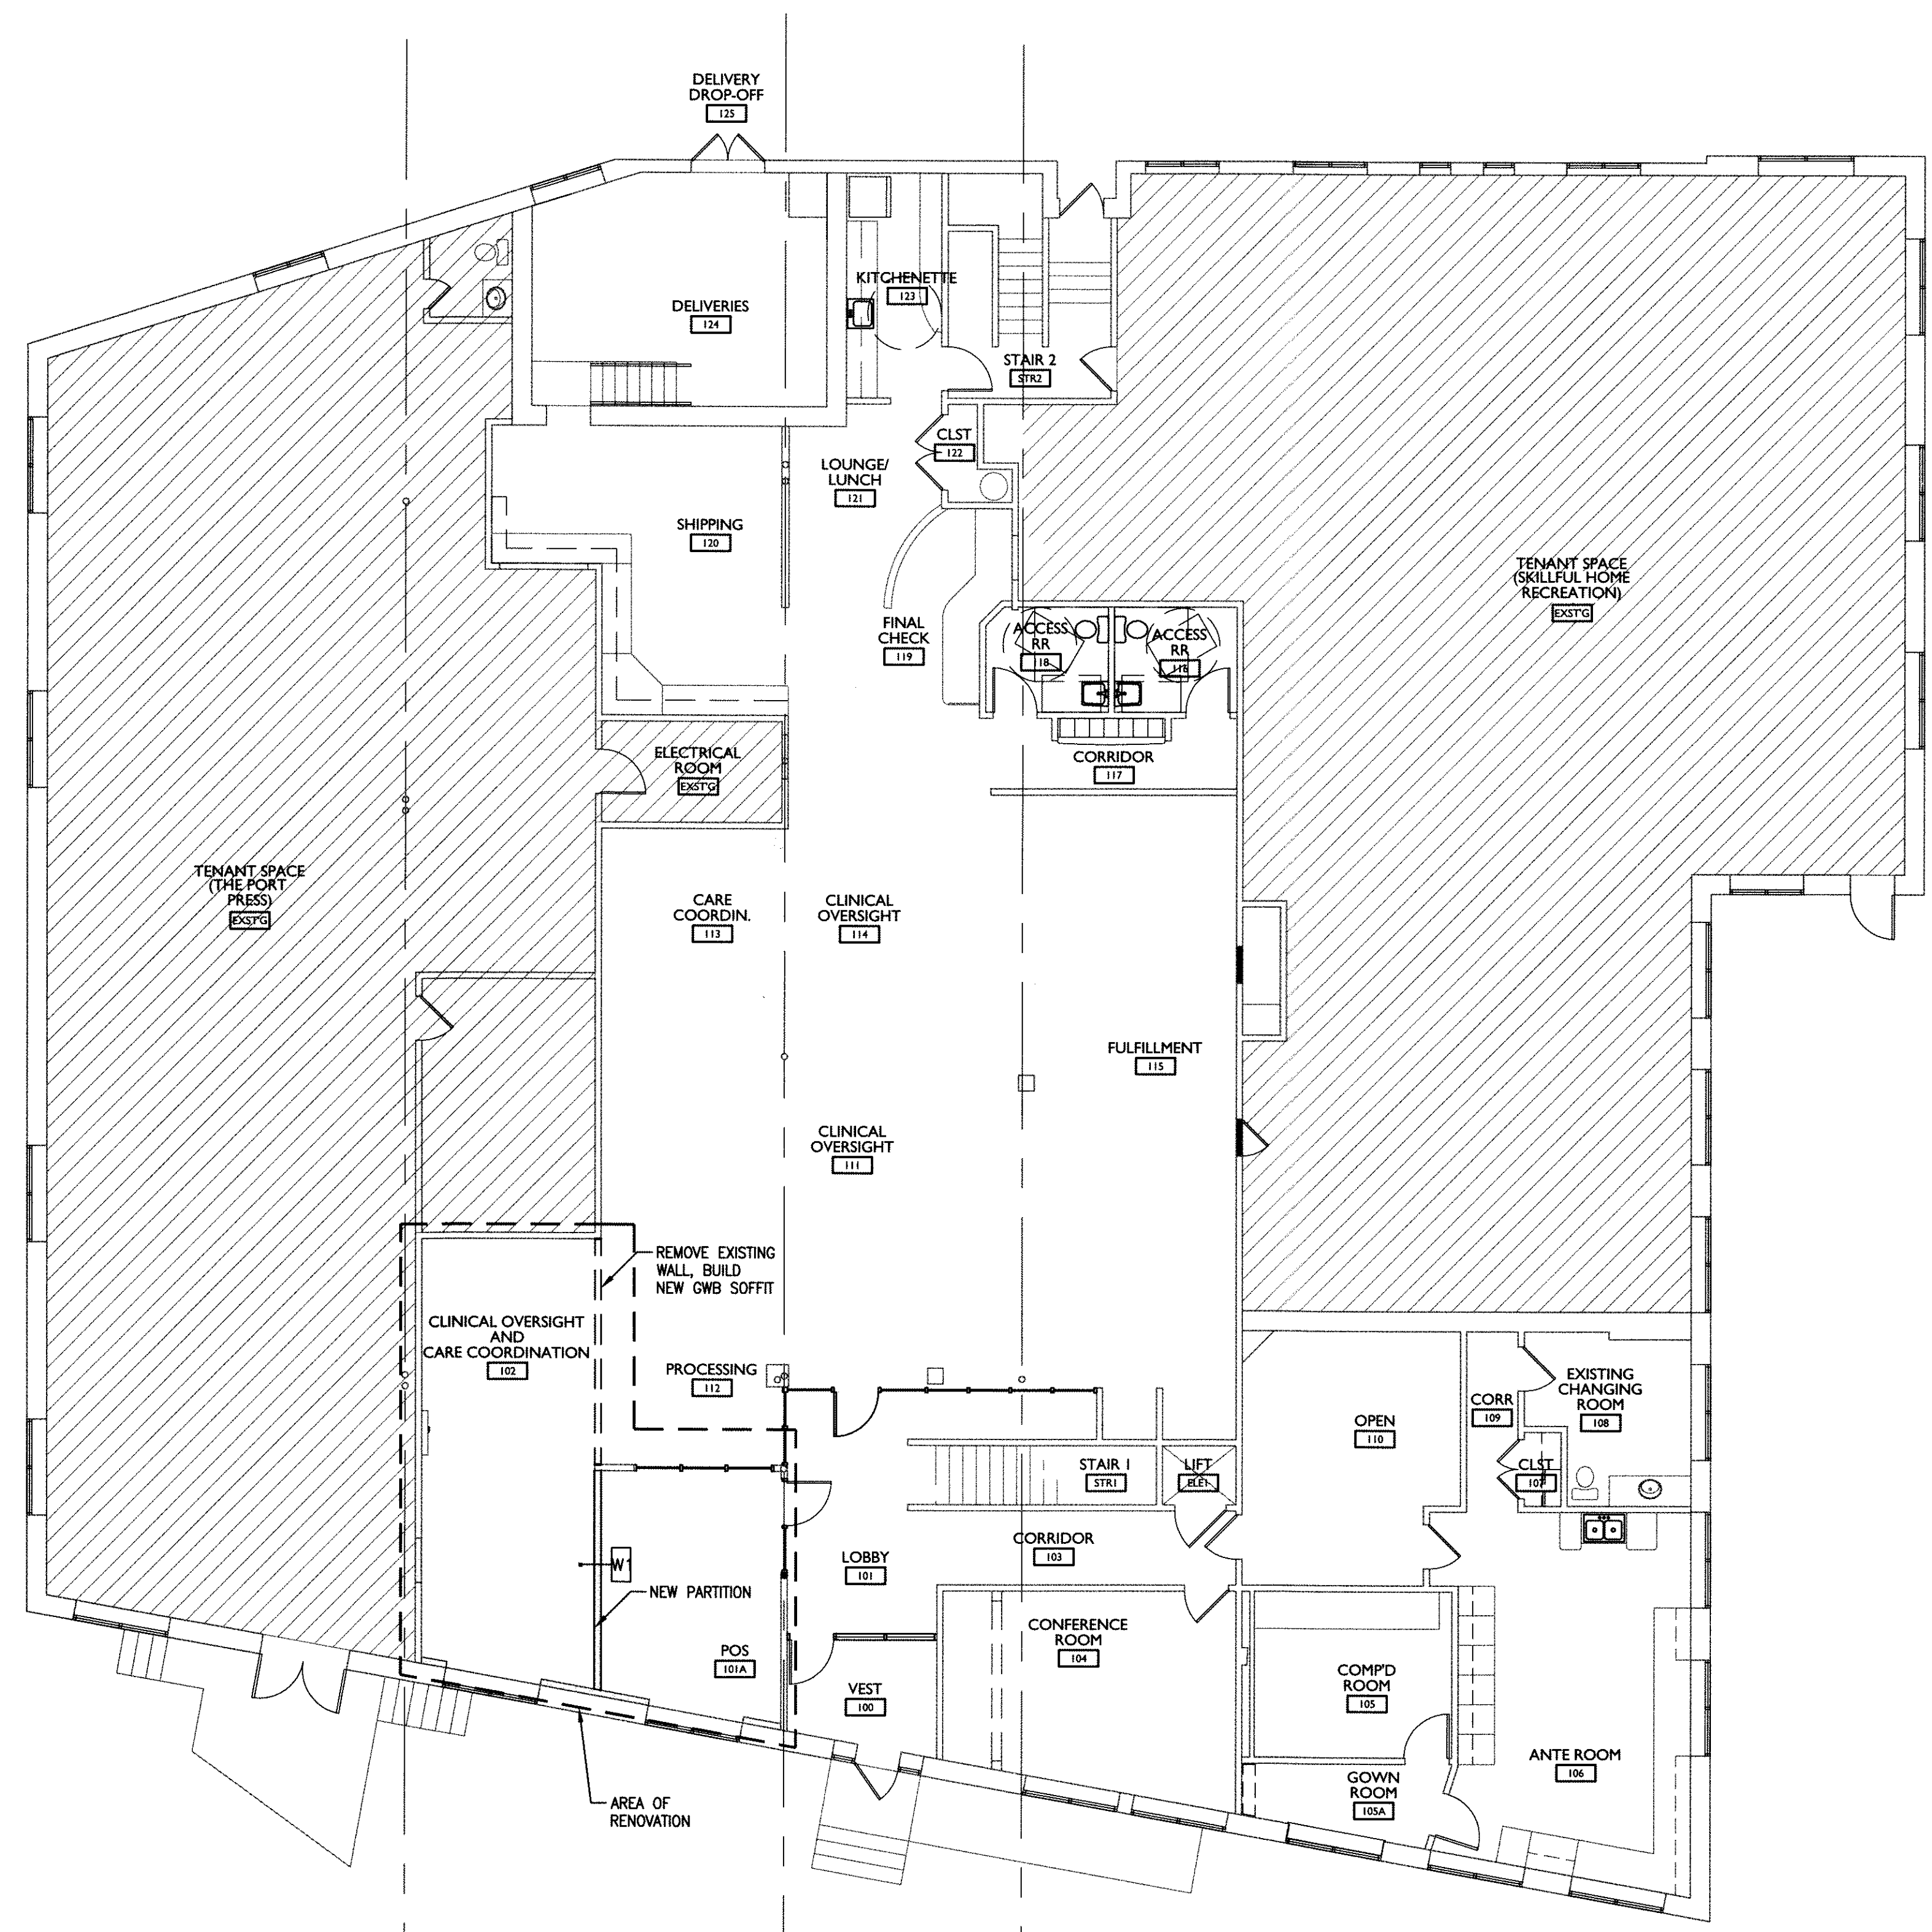 DELIVERY
DROP-OFF
125
DELIVERIES
124
KITCHENETTE
123
STAIR 2
STR2
CLST
122
LOUNGE/
LUNCH
121
SHIPPING
120
TENANT SPACE
(SKILLFUL HOME
RECREATION)
EXST'G
FINAL
CHECK
119
ACCESS
RR
118
ACCESS
RR
116
CORRIDOR
117
ELECTRICAL
ROOM
EXST'G
TENANT SPACE
(THE PORT
PRESS)
EXST'G
CARE
COORDIN.
113
CLINICAL
OVERSIGHT
114
FULFILLMENT
115
CLINICAL
OVERSIGHT
111
REMOVE EXISTING
WALL, BUILD
NEW GWB SOFFIT
CLINICAL OVERSIGHT
AND
CARE COORDINATION
102
PROCESSING
112
OPEN
110
CORR
109
EXISTING
CHANGING
ROOM
108
STAIR 1
STR1
LIFT
ELE1
CLST
107
CORRIDOR
103
LOBBY
101
W1
NEW PARTITION
POS
101A
VEST
100
CONFERENCE
ROOM
104
COMP'D
ROOM
105
ANTE ROOM
106
GOWN
ROOM
105A
AREA OF
RENOVATION